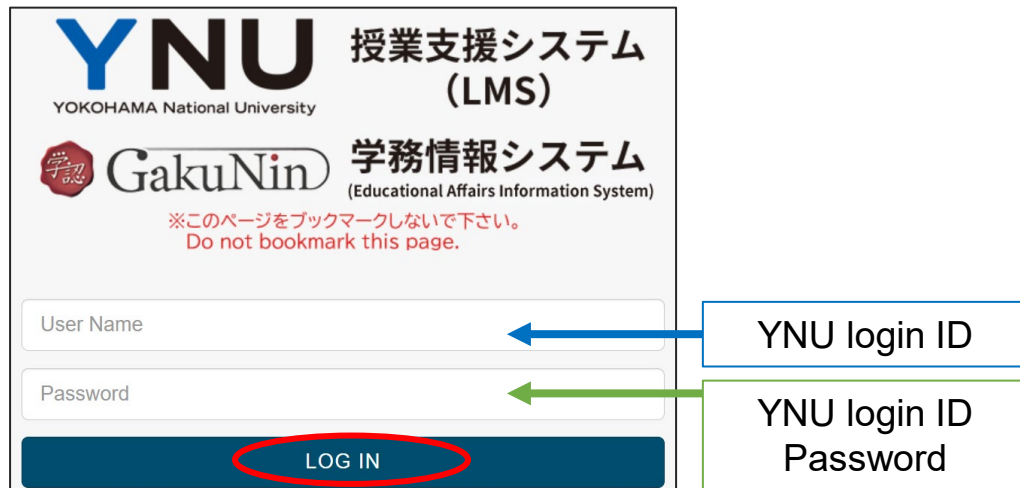 YNU
YOKOHAMA National University
授業支援システム
（LMS）
学認
GakuNin
学務情報システム
(Educational Affairs Information System)
※このページをブックマークしないで下さい。
Do not bookmark this page.
User Name
YNU login ID
Password
YNU login ID
Password
LOG IN